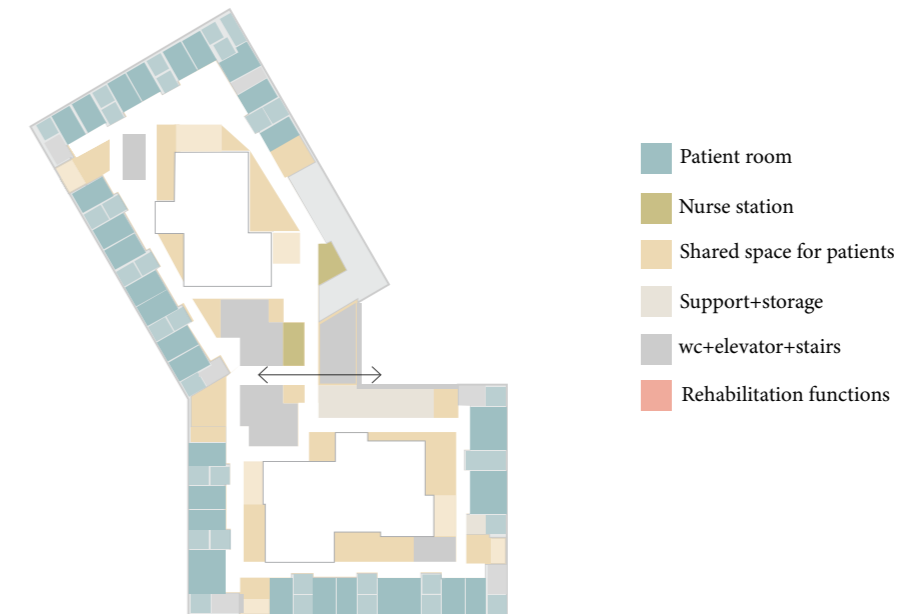 Patient room
Nurse station
Shared space for patients
Support+storage
wc+elevator+stairs
Rehabilitation functions